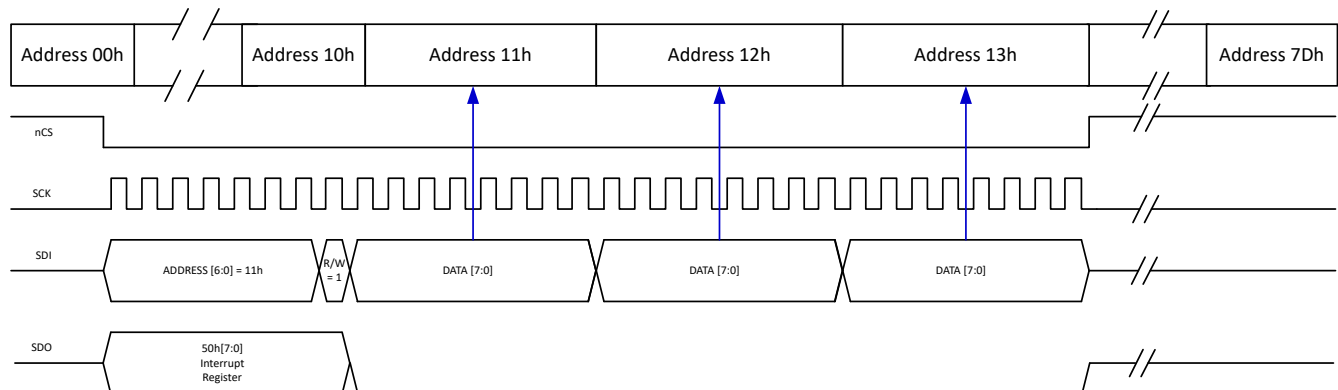 Address 00h
Address 10h
Address 11h
Address 12h
Address 13h
Address 7Dh
nCS
SCK
SDI
ADDRESS [6:0] = 11h
R/W
= 1
DATA [7:0]
DATA [7:0]
DATA [7:0]
SDO
50h[7:0]
Interrupt
Register